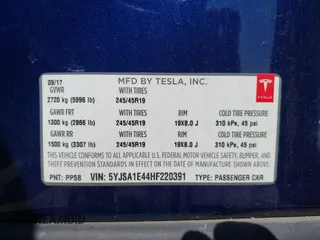 09/17 MFD BY TESLA, INC.
GVWR WITH TIRES
2720 kg (5996 lb) 245/45R19
GAWR FRT WITH TIRES RIM COLD TIRE PRESSURE
1300 kg (2866 lb) 245/45R19 19X8.0 J 310 kPa, 45 psi
GAWR RR WITH TIRES RIM COLD TIRE PRESSURE
1500 kg (3307 lb) 245/45R19 19X8.0 J 310 kPa, 45 psi
THIS VEHICLE CONFORMS TO ALL APPLICABLE U.S. FEDERAL MOTOR VEHICLE SAFETY, BUMPER, AND
THEFT PREVENTION STANDARDS IN EFFECT ON THE DATE OF MANUFACTURE SHOWN ABOVE.
PNT: PPSB VIN: 5YJSA1E44HF220391 TYPE: PASSENGER CAR